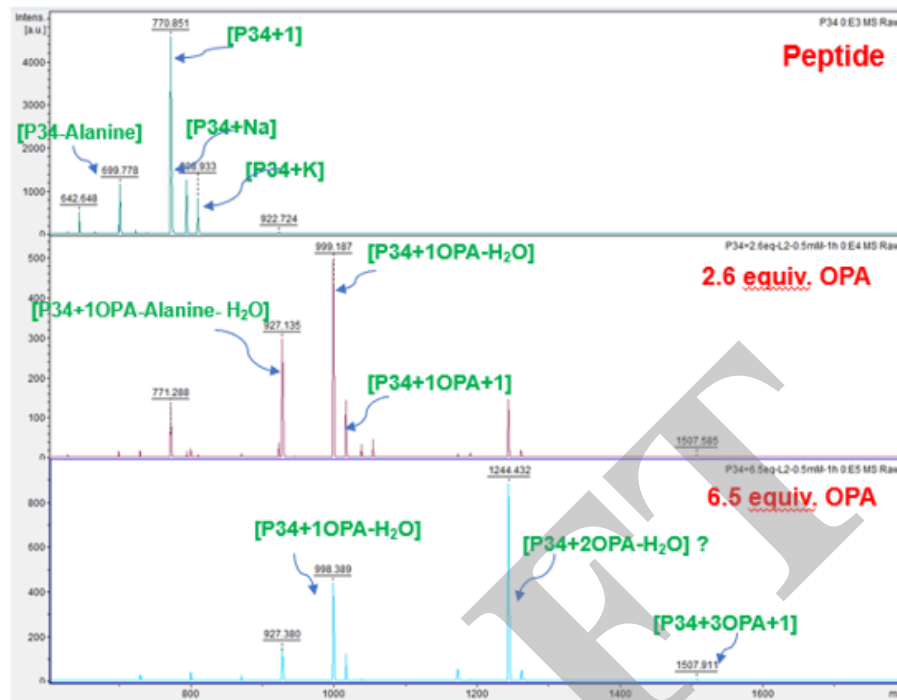 Intens.
[a.u.]
770.851
P34 0:E3 MS Raw
[P34+1]
Peptide
4000
3000
[P34-Alanine]
[P34+Na]
2000
699.778
[P34+K]
1000
642.648
922.724
0
500
999.187
P34+2.6eq-L2-0.5mM-1h 0:E4 MS Raw
[P34+1OPA-H₂O]
2.6 equiv. OPA
400
[P34+1OPA-Alanine- H₂O]
927.135
300
200
[P34+1OPA+1]
771.288
100
1507.585
0
1244.432
P34+6.5eq-L2-0.5mM-1h 0:E5 MS Raw
6.5 equiv. OPA
800
[P34+1OPA-H₂O]
[P34+2OPA-H₂O] ?
600
998.389
400
[P34+3OPA+1]
200
927.380
1507.911
0
800
1000
1200
1400
1600